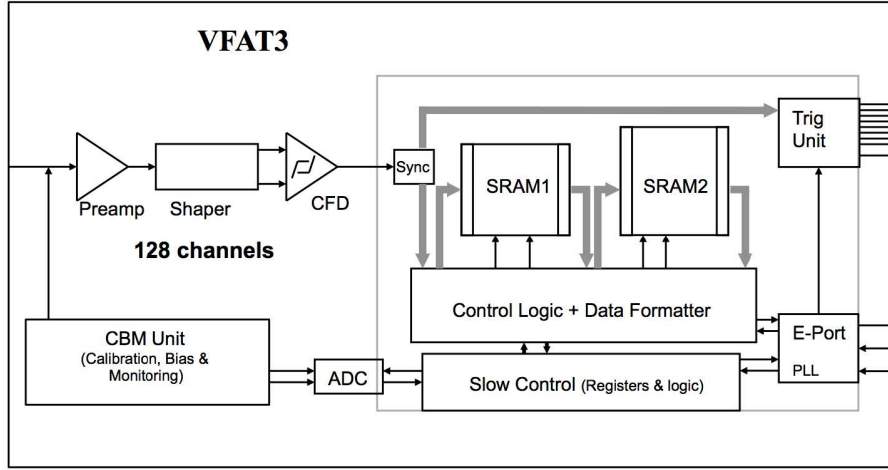 VFAT3
Trig
Unit
Sync
SRAM1
SRAM2
Preamp
Shaper
CFD
128 channels
Control Logic + Data Formatter
CBM Unit
(Calibration, Bias &
Monitoring)
ADC
E-Port
PLL
Slow Control (Registers & logic)